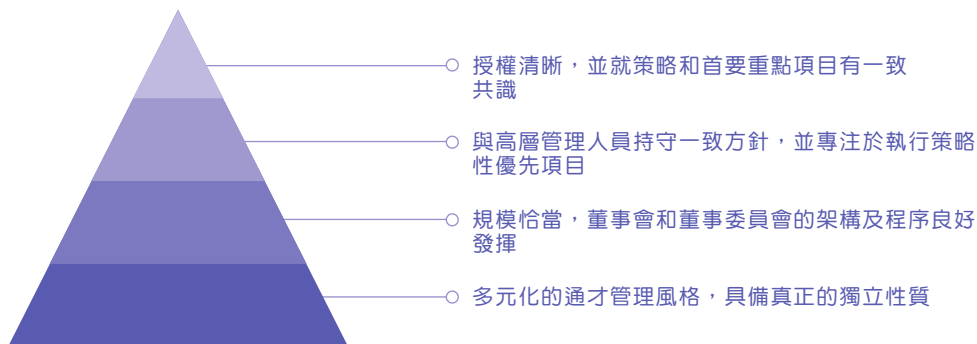 授權清晰，並就策略和首要重點項目有一致
共識
與高層管理人員持守一致方針，並專注於執行策略
性優先項目
規模恰當，董事會和董事委員會的架構及程序良好
發揮
多元化的通才管理風格，具備真正的獨立性質